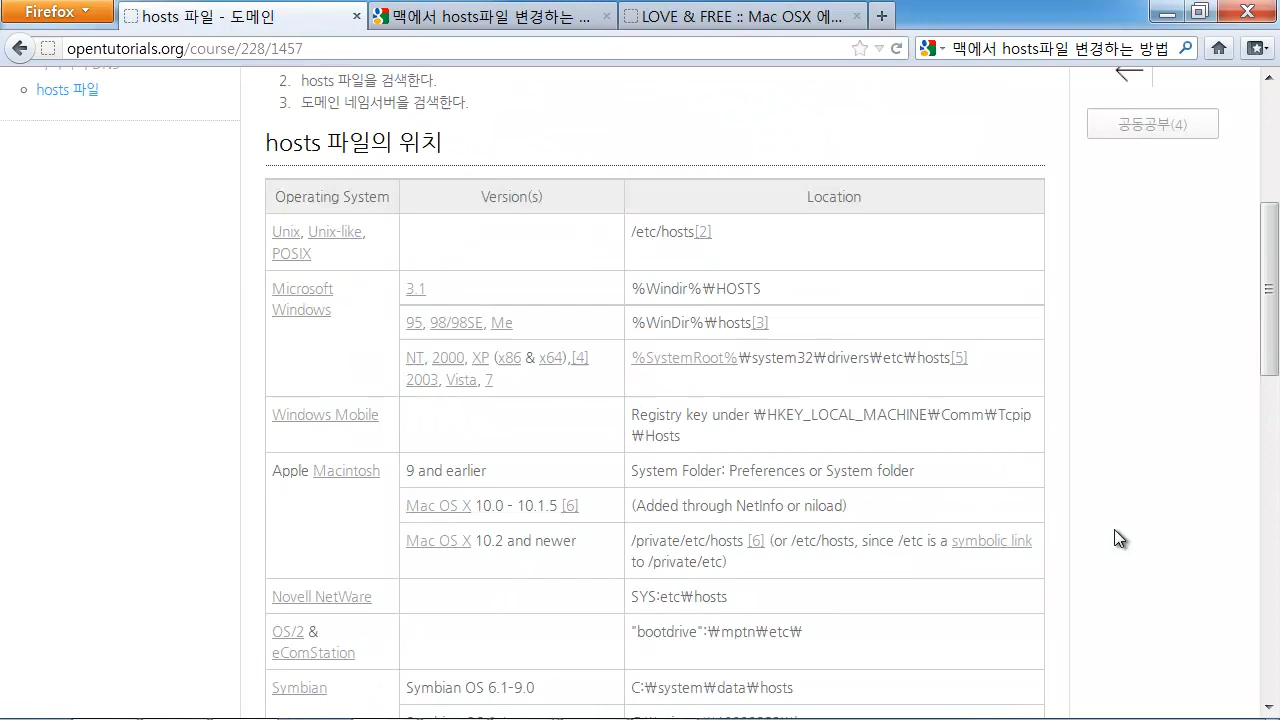 Firefox
hosts 파일 - 도메인
맥에서 hosts파일 변경하는 ...
LOVE & FREE :: Mac OSX 에...
opentutorials.org/course/228/1457
맥에서 hosts파일 변경하는 방법
hosts 파일
2. hosts 파일을 검색한다.
3. 도메인 네임서버을 검색한다.
공동공부(4)
hosts 파일의 위치
Operating System Version(s) Location
Unix, Unix-like, /etc/hosts[2]
POSIX
Microsoft 3.1 %Windir%₩HOSTS
Windows
95, 98/98SE, Me %WinDir%₩hosts[3]
NT, 2000, XP (x86 & x64),[4] %SystemRoot%₩system32₩drivers₩etc₩hosts[5]
2003, Vista, 7
Windows Mobile Registry key under ₩HKEY_LOCAL_MACHINE₩Comm₩Tcpip
₩Hosts
Apple Macintosh 9 and earlier System Folder: Preferences or System folder
Mac OS X 10.0 - 10.1.5 [6] (Added through NetInfo or niload)
Mac OS X 10.2 and newer /private/etc/hosts [6] (or /etc/hosts, since /etc is a symbolic link
to /private/etc)
Novell NetWare SYS:etc₩hosts
OS/2 & "bootdrive":₩mptn₩etc₩
eComStation
Symbian Symbian OS 6.1-9.0 C:₩system₩data₩hosts